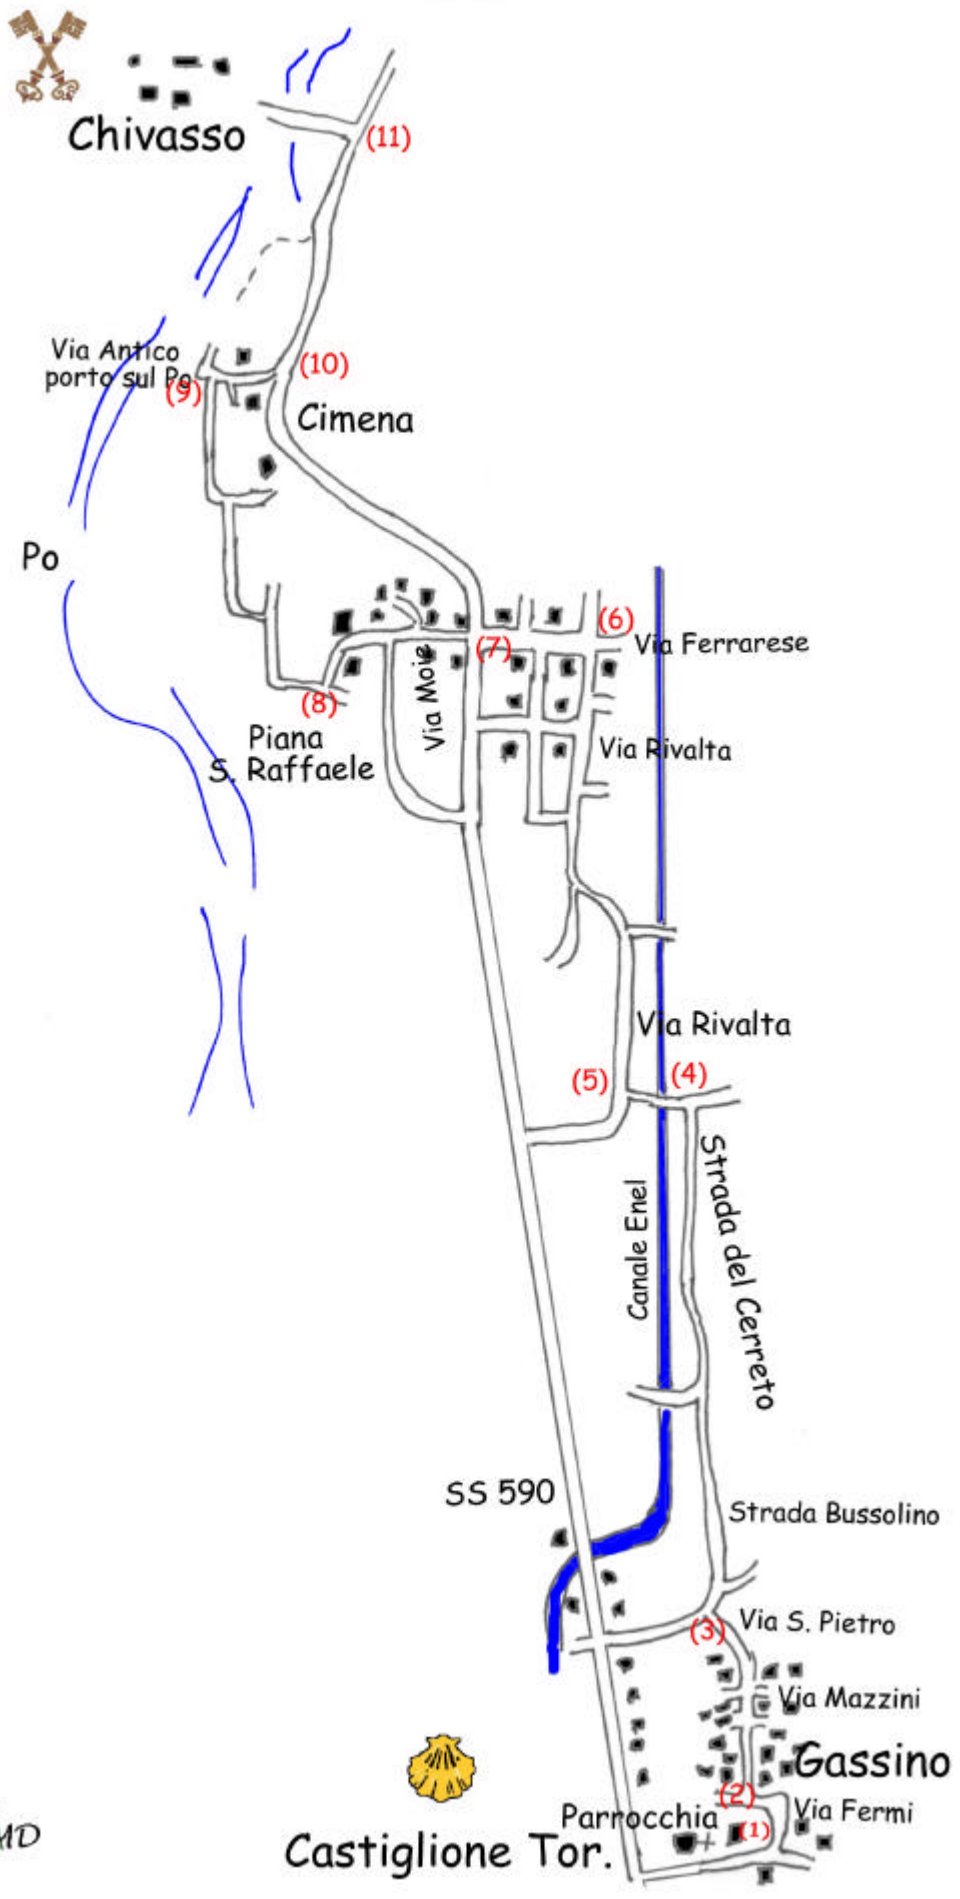 Chivasso
(11)
Via Antico
porto sul Po
(9)
(10)
Cimena
Po
(6)
Via Ferrarese
(7)
Via Moie
(8)
Piana
S. Raffaele
Via Rivalta
Via Rivalta
(5)
(4)
Strada del Cerreto
Canale Enel
SS 590
Strada Bussolino
Via S. Pietro
(3)
Via Mazzini
Gassino
(2)
Via Fermi
Parrocchia
(1)
Castiglione Tor.